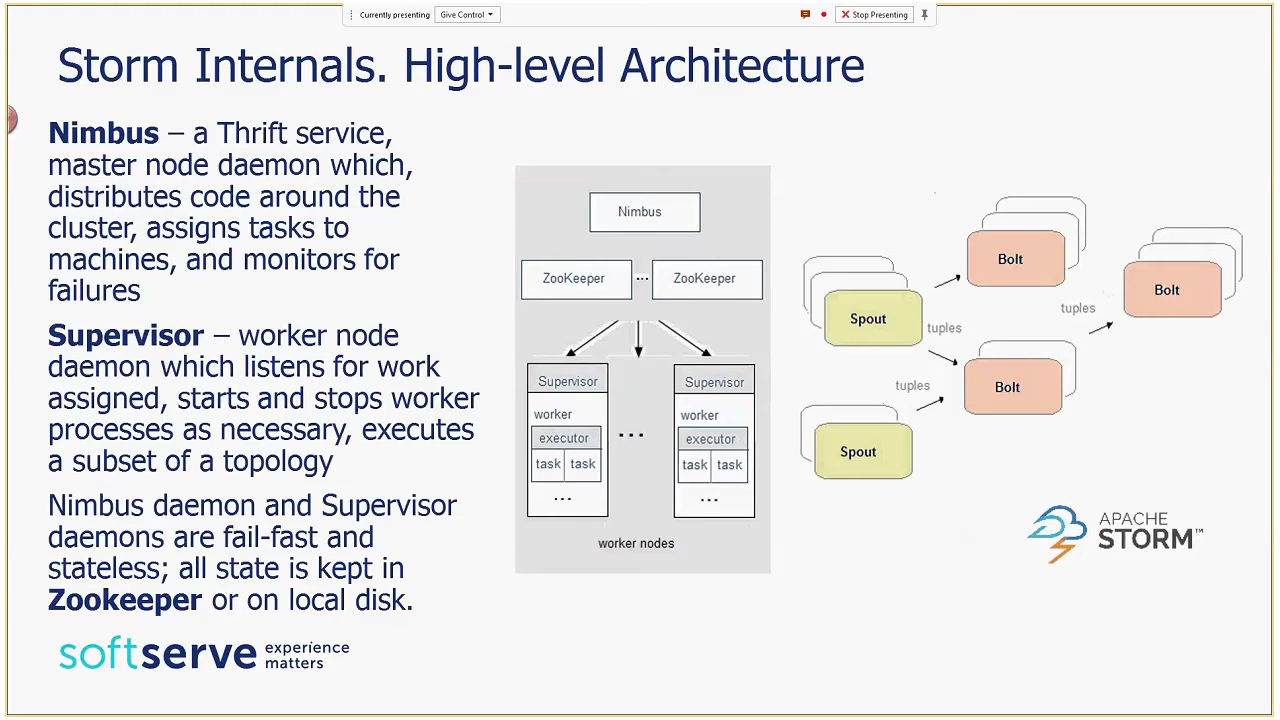 Currently presenting
Give Control
Stop Presenting
Storm Internals. High-level Architecture
Nimbus – a Thrift service,
master node daemon which,
distributes code around the
cluster, assigns tasks to
machines, and monitors for
failures
Supervisor – worker node
daemon which listens for work
assigned, starts and stops worker
processes as necessary, executes
a subset of a topology
Nimbus daemon and Supervisor
daemons are fail-fast and
stateless; all state is kept in
Zookeeper or on local disk.
softserve experience
matters
Nimbus
ZooKeeper ... ZooKeeper
Supervisor
worker
executor
task task
...
...
Supervisor
worker
executor
task task
...
worker nodes
Spout
tuples
Bolt
tuples
Bolt
tuples
Bolt
Spout
APACHE
STORM™